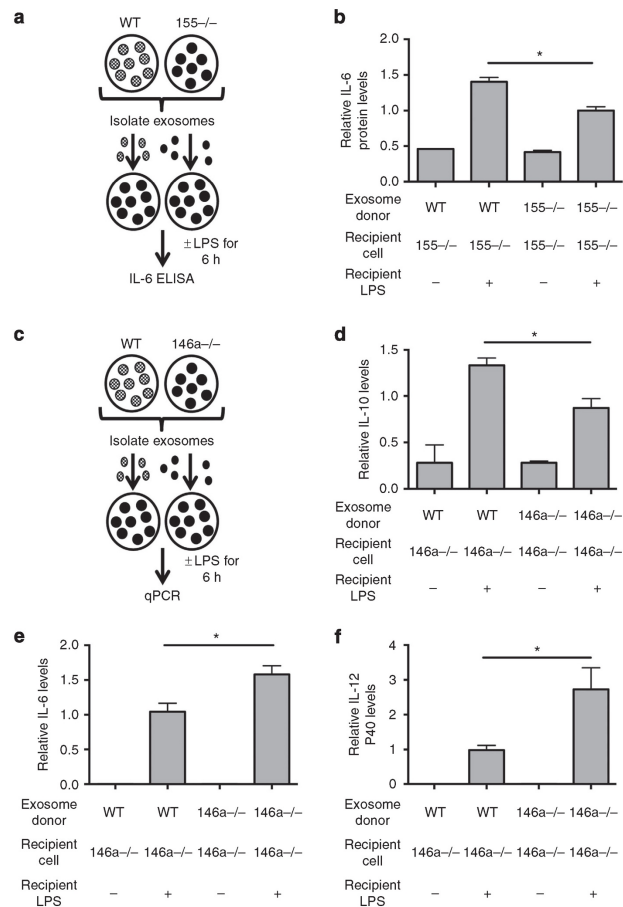 a
WT 155–/–
Isolate exosomes
±LPS for
6 h
IL-6 ELISA
b
Relative IL-6
protein levels
2.0
1.5
1.0
0.5
0.0
*
Exosome
donor
WT WT 155–/– 155–/–
Recipient
cell
155–/– 155–/– 155–/– 155–/–
Recipient
LPS
– + – +
c
WT 146a–/–
Isolate exosomes
±LPS for
6 h
qPCR
d
Relative IL-10 levels
1.5
1.0
0.5
0.0
*
Exosome
donor
WT WT 146a–/– 146a–/–
Recipient
cell
146a–/– 146a–/– 146a–/– 146a–/–
Recipient
LPS
– + – +
e
Relative IL-6 levels
2.0
1.5
1.0
0.5
0.0
*
Exosome
donor
WT WT 146a–/– 146a–/–
Recipient
cell
146a–/– 146a–/– 146a–/– 146a–/–
Recipient
LPS
– + – +
f
Relative IL-12
P40 levels
4
3
2
1
0
*
Exosome
donor
WT WT 146a–/– 146a–/–
Recipient
cell
146a–/– 146a–/– 146a–/– 146a–/–
Recipient
LPS
– + – +